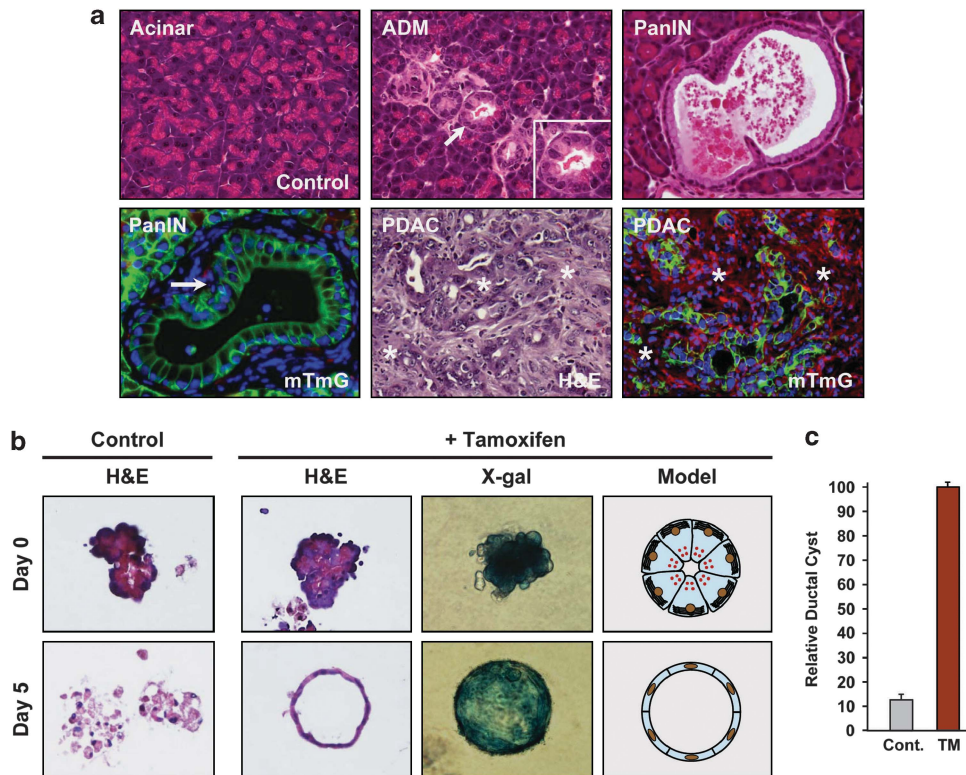 a
Acinar
Control
ADM
PanIN
PanIN
mTmG
PDAC
* * *
H&E
PDAC
* * *
mTmG
b
Control
+ Tamoxifen
H&E
H&E
X-gal
Model
Day 0
Day 5
c
Relative Ductal Cyst
100
90
80
70
60
50
40
30
20
10
0
Cont.
TM